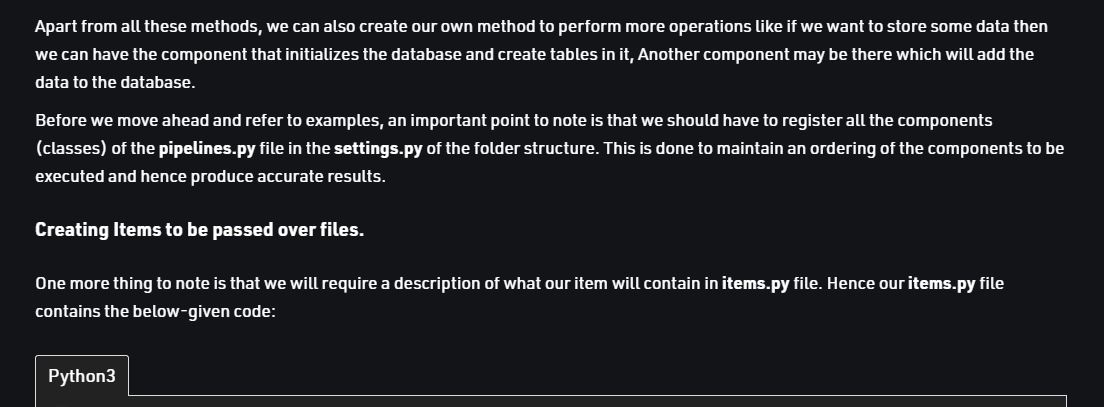 Apart from all these methods, we can also create our own method to perform more operations like if we want to store some data then
we can have the component that initializes the database and create tables in it, Another component may be there which will add the
data to the database.
Before we move ahead and refer to examples, an important point to note is that we should have to register all the components
(classes) of the pipelines.py file in the settings.py of the folder structure. This is done to maintain an ordering of the components to be
executed and hence produce accurate results.
Creating Items to be passed over files.
One more thing to note is that we will require a description of what our item will contain in items.py file. Hence our items.py file
contains the below-given code:
Python3